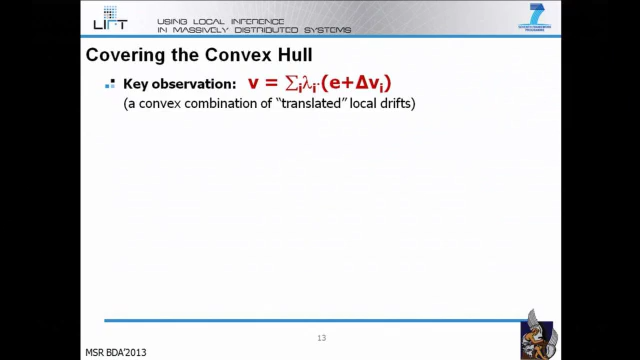 LIFT
USING LOCAL INFERENCE
IN MASSIVELY DISTRIBUTED SYSTEMS
Covering the Convex Hull
Key observation: v = ∑iλi·(e+Δvi)
(a convex combination of “translated” local drifts)
13
MSR BDA'2013